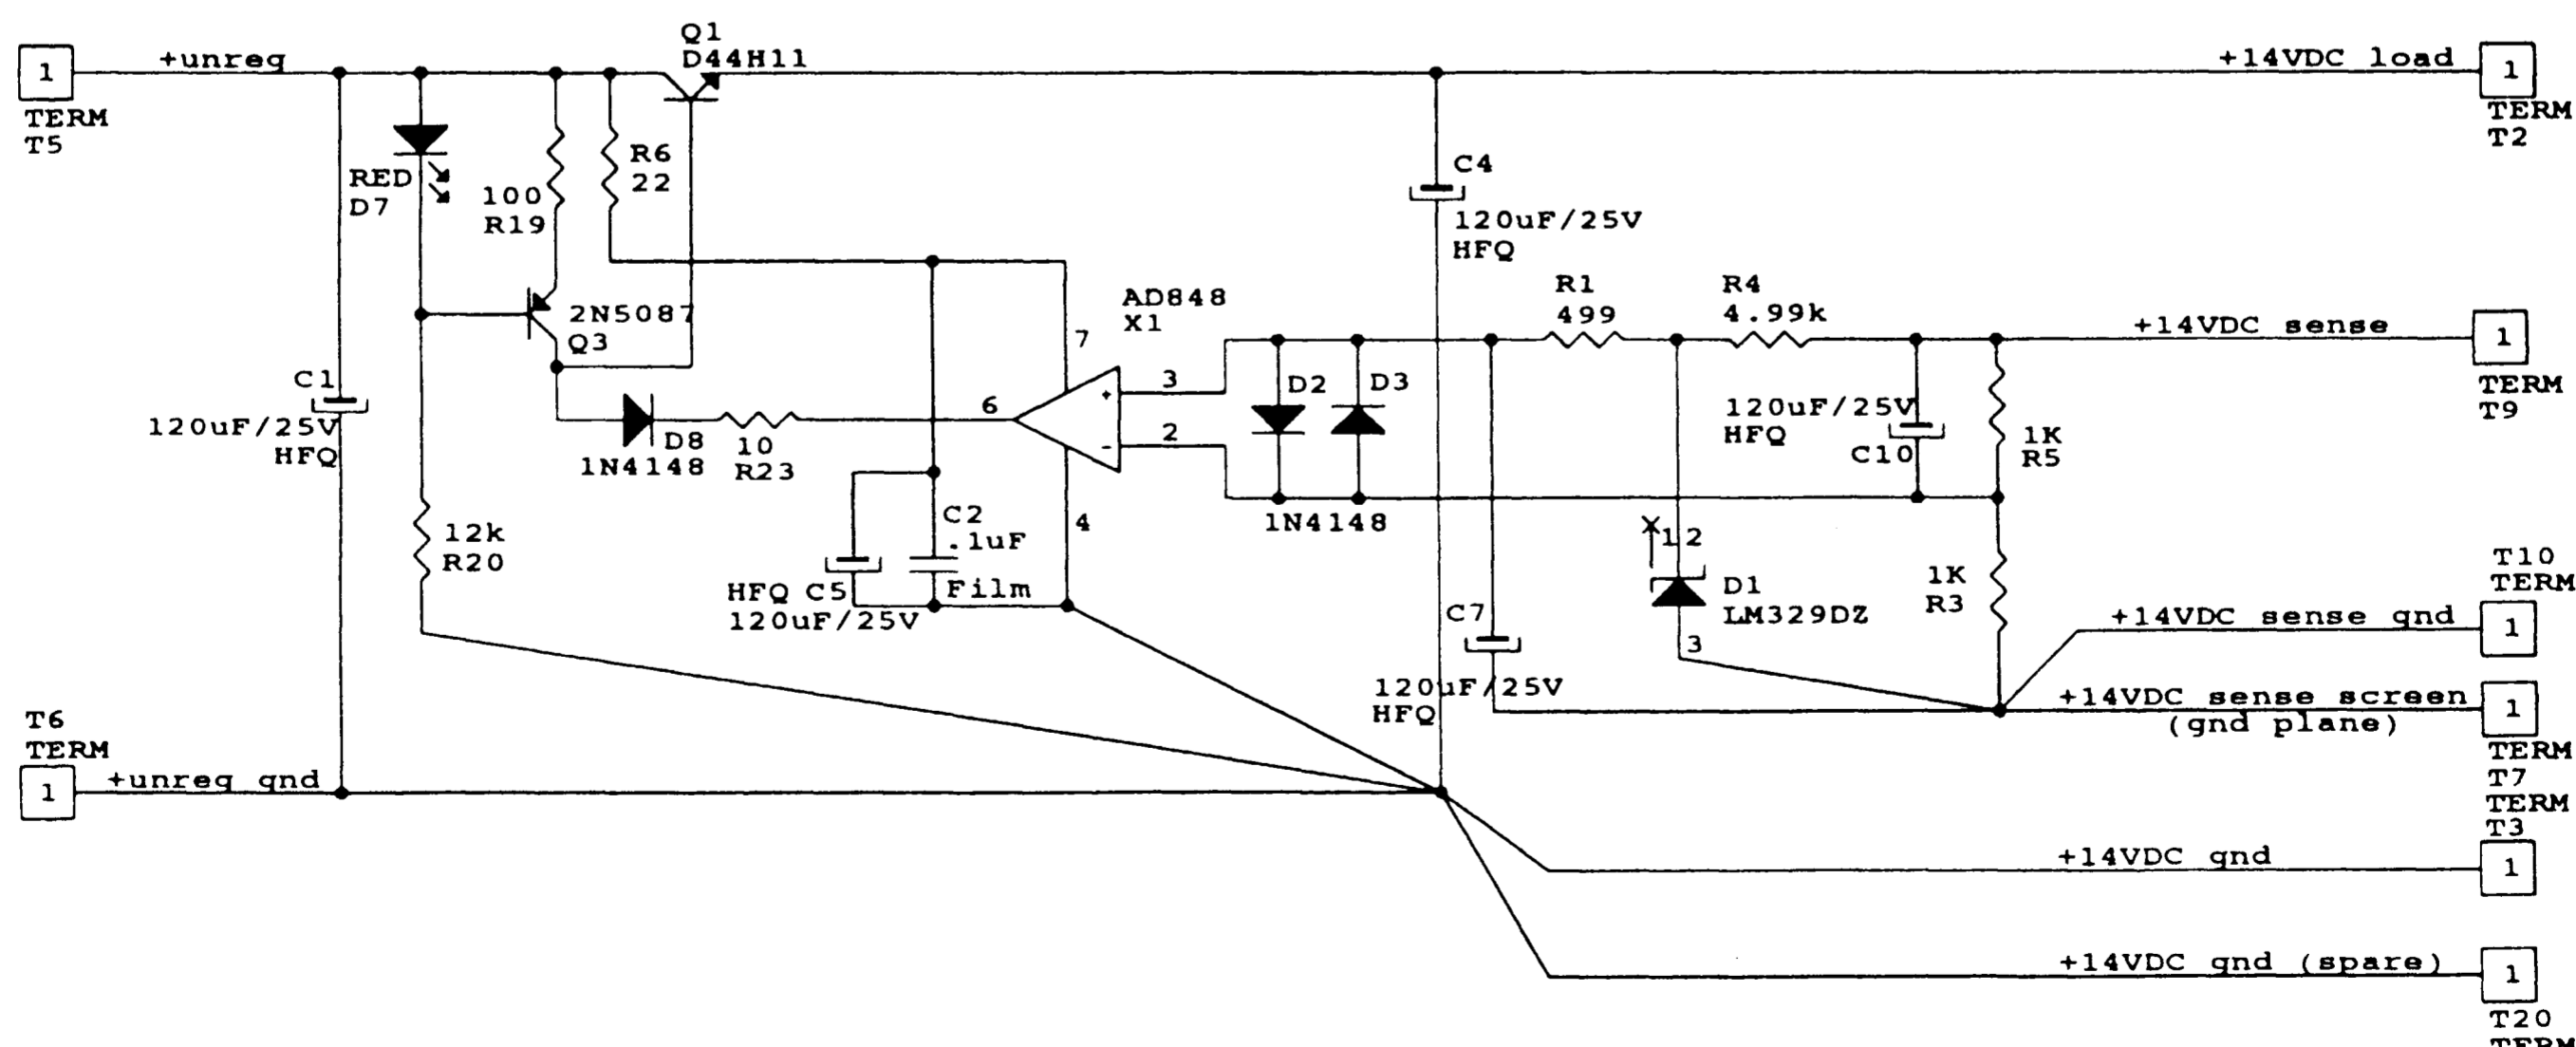 Q1
D44H11
1
+unreg
+14VDC load
1
TERM
T5
TERM
T2
RED
D7
100
R19
R6
22
C4
120uF/25V
HFQ
2N5087
Q3
AD848
X1
7
R1
499
R4
4.99k
+14VDC sense
1
TERM
T9
C1
120uF/25V
HFQ
D8
1N4148
10
R23
6
3
+
2
-
D2
D3
1N4148
120uF/25V
HFQ
C10
1K
R5
12k
R20
C2
.1uF
Film
HFQ C5
120uF/25V
4
C7
120uF/25V
HFQ
1 2
D1
LM329DZ
3
1K
R3
T10
TERM
+14VDC sense gnd
1
+14VDC sense screen
(gnd plane)
1
TERM
T7
T6
TERM
+unreg gnd
1
TERM
T3
+14VDC gnd
1
+14VDC gnd (spare)
1
T20
TERM